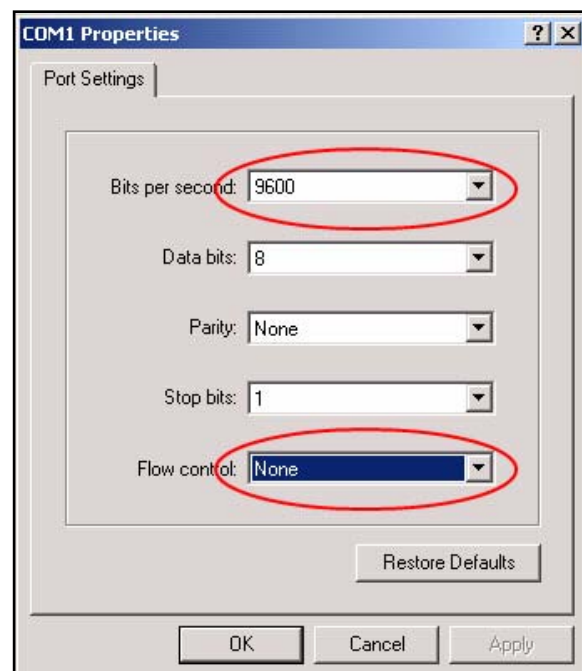 COM1 Properties
Port Settings
Bits per second: 9600
Data bits: 8
Parity: None
Stop bits: 1
Flow control: None
Restore Defaults
OK Cancel Apply